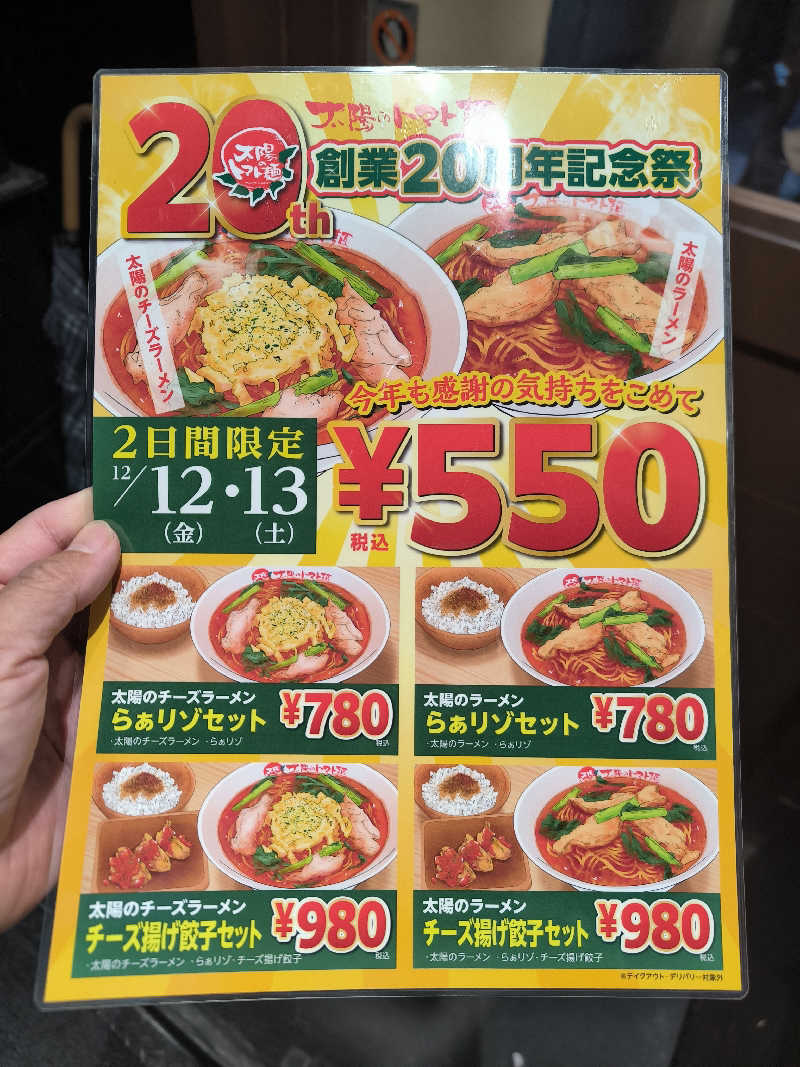 太陽のトマト麺
20th
太陽のトマト麺
創業20周年記念祭
太陽のチーズラーメン
太陽のラーメン
今年も感謝の気持ちをこめて
2日間限定
12/12・13
(金) (土)
¥550
税込
太陽のチーズラーメン
らぁリゾセット
¥780
税込
・太陽のチーズラーメン ・らぁリゾ
太陽のラーメン
らぁリゾセット
¥780
税込
・太陽のラーメン ・らぁリゾ
太陽のチーズラーメン
チーズ揚げ餃子セット
¥980
税込
・太陽のチーズラーメン ・らぁリゾ・チーズ揚げ餃子
太陽のラーメン
チーズ揚げ餃子セット
¥980
税込
・太陽のラーメン ・らぁリゾ・チーズ揚げ餃子
※テイクアウト・デリバリー対象外